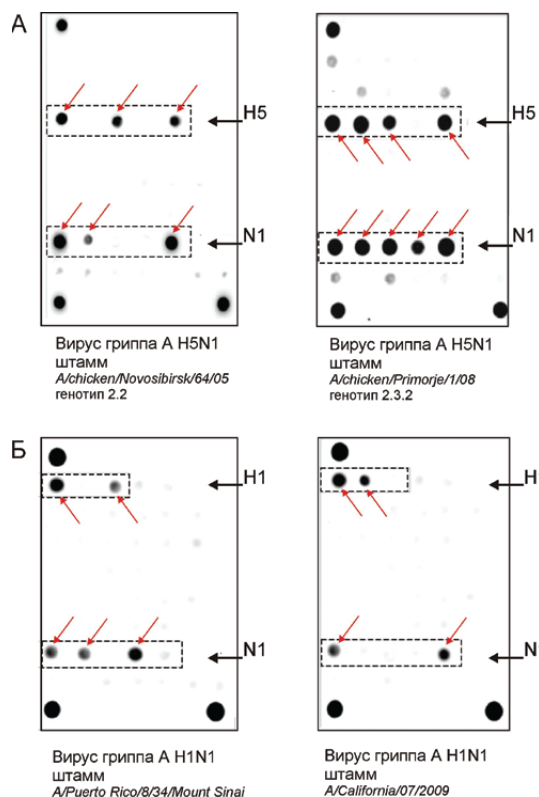 А
H5
H5
N1
N1
Вирус гриппа А H5N1
штамм
A/chicken/Novosibirsk/64/05
генотип 2.2
Вирус гриппа А H5N1
штамм
A/chicken/Primorje/1/08
генотип 2.3.2
Б
H1
H
N1
N
Вирус гриппа А H1N1
штамм
A/Puerto Rico/8/34/Mount Sinai
Вирус гриппа А H1N1
штамм
A/California/07/2009